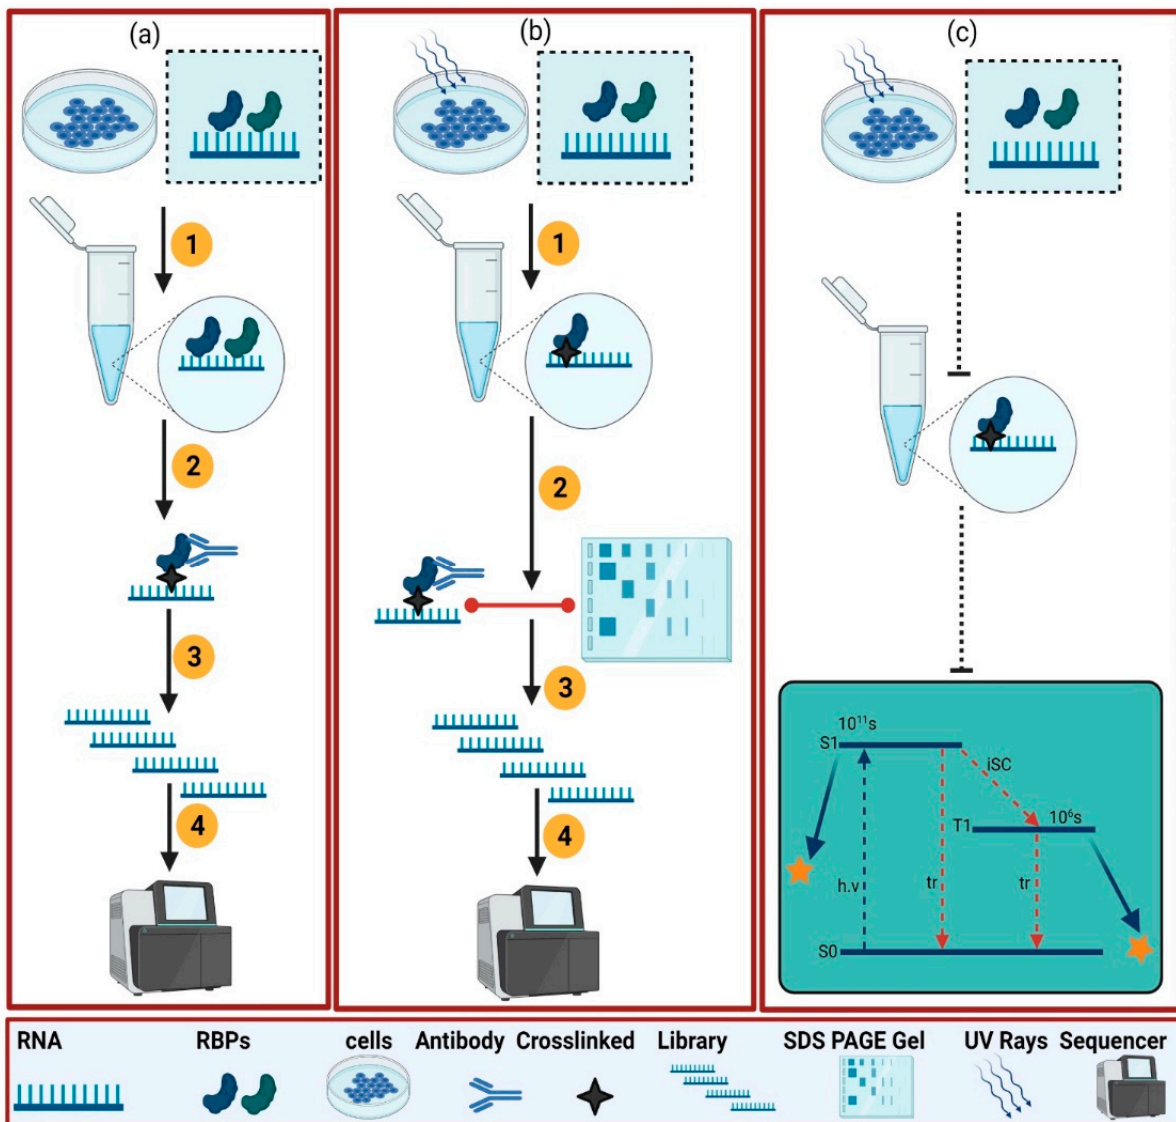 (a)
1
2
3
4
(b)
1
2
3
4
(c)
10¹¹s
S1
iSC
T1
10⁶s
h.v
tr
tr
S0
RNA
RBPs
cells
Antibody
Crosslinked
Library
SDS PAGE Gel
UV Rays
Sequencer